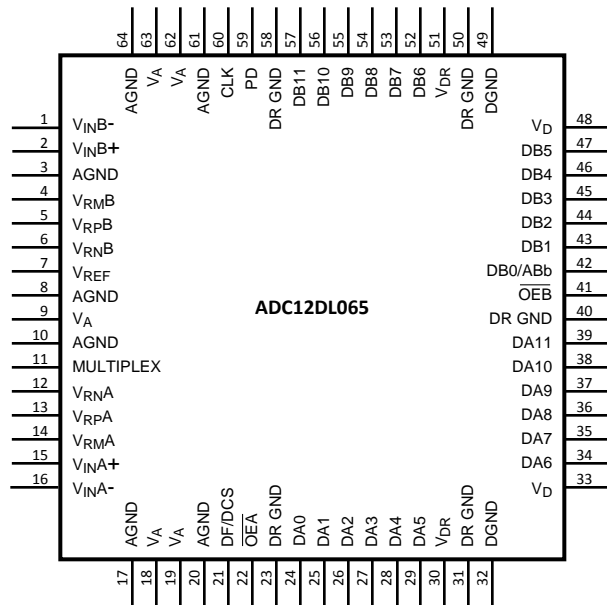 64 63 62 61 60 59 58 57 56 55 54 53 52 51 50 49
AGND VA VA AGND CLK PD DR GND DB11 DB10 DB9 DB8 DB7 DB6 VDR DR GND DGND
1 VINB-
2 VINB+
3 AGND
4 VRMB
5 VRPB
6 VRNB
7 VREF
8 AGND
9 VA
10 AGND
11 MULTIPLEX
12 VRNA
13 VRPA
14 VRMA
15 VINA+
16 VINA-
ADC12DL065
VD 48
DB5 47
DB4 46
DB3 45
DB2 44
DB1 43
DB0/ABb 42
OEB 41
DR GND 40
DA11 39
DA10 38
DA9 37
DA8 36
DA7 35
DA6 34
VD 33
AGND VA VA AGND DF/DCS OEA DR GND DA0 DA1 DA2 DA3 DA4 DA5 VDR DR GND DGND
17 18 19 20 21 22 23 24 25 26 27 28 29 30 31 32